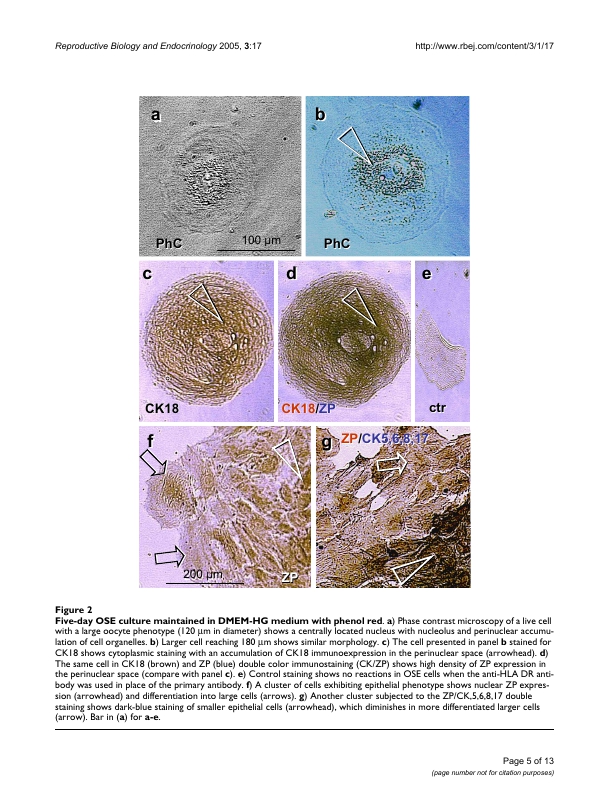 Reproductive Biology and Endocrinology 2005, 3:17
http://www.rbej.com/content/3/1/17
a
b
PhC
100 µm
PhC
c
d
e
CK18
CK18/ZP
ctr
f
g
ZP/CK5,6,8,17
200 µm
ZP
Figure 2
Five-day OSE culture maintained in DMEM-HG medium with phenol red. a) Phase contrast microscopy of a live cell
with a large oocyte phenotype (120 µm in diameter) shows a centrally located nucleus with nucleolus and perinuclear accumu-
lation of cell organelles. b) Larger cell reaching 180 µm shows similar morphology. c) The cell presented in panel b stained for
CK18 shows cytoplasmic staining with an accumulation of CK18 immunoexpression in the perinuclear space (arrowhead). d)
The same cell in CK18 (brown) and ZP (blue) double color immunostaining (CK/ZP) shows high density of ZP expression in
the perinuclear space (compare with panel c). e) Control staining shows no reactions in OSE cells when the anti-HLA DR anti-
body was used in place of the primary antibody. f) A cluster of cells exhibiting epithelial phenotype shows nuclear ZP expres-
sion (arrowhead) and differentiation into large cells (arrows). g) Another cluster subjected to the ZP/CK,5,6,8,17 double
staining shows dark-blue staining of smaller epithelial cells (arrowhead), which diminishes in more differentiated larger cells
(arrow). Bar in (a) for a-e.
Page 5 of 13
(page number not for citation purposes)